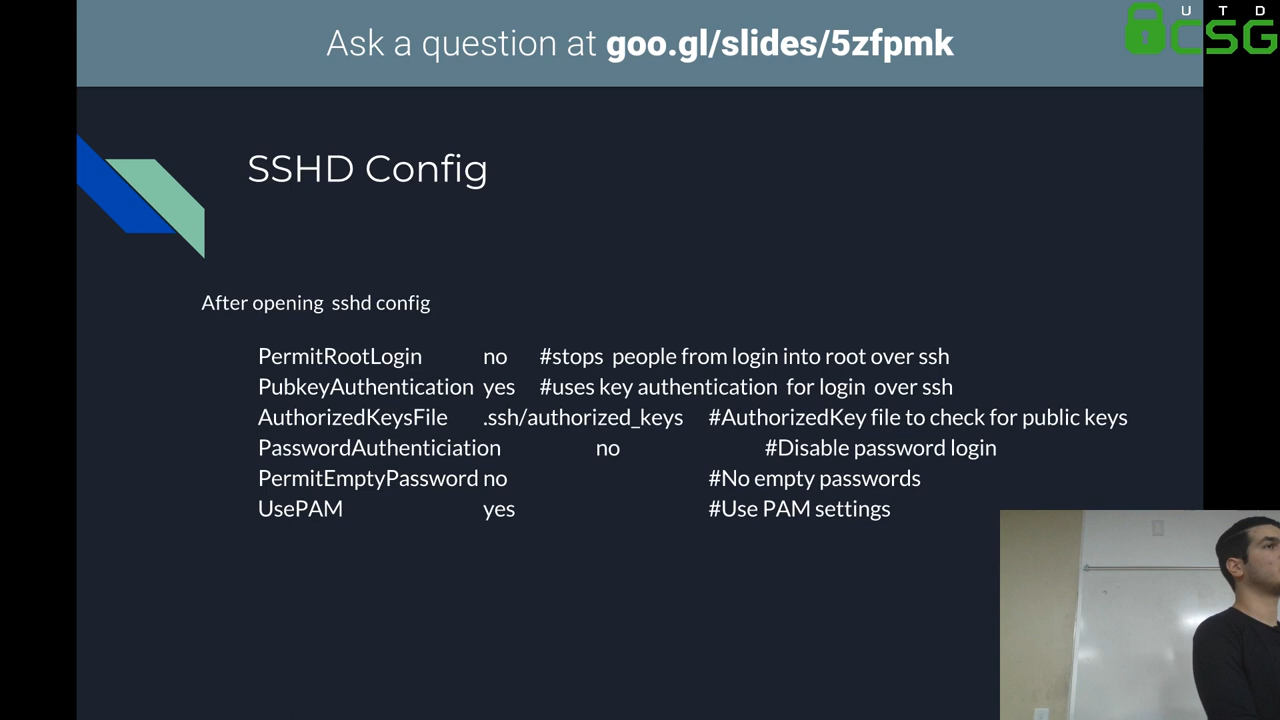 Ask a question at goo.gl/slides/5zfpmk
U T D
CSG
SSHD Config
After opening sshd config
PermitRootLogin no #stops people from login into root over ssh
PubkeyAuthentication yes #uses key authentication for login over ssh
AuthorizedKeysFile .ssh/authorized_keys #AuthorizedKey file to check for public keys
PasswordAuthenticiation no #Disable password login
PermitEmptyPassword no #No empty passwords
UsePAM yes #Use PAM settings